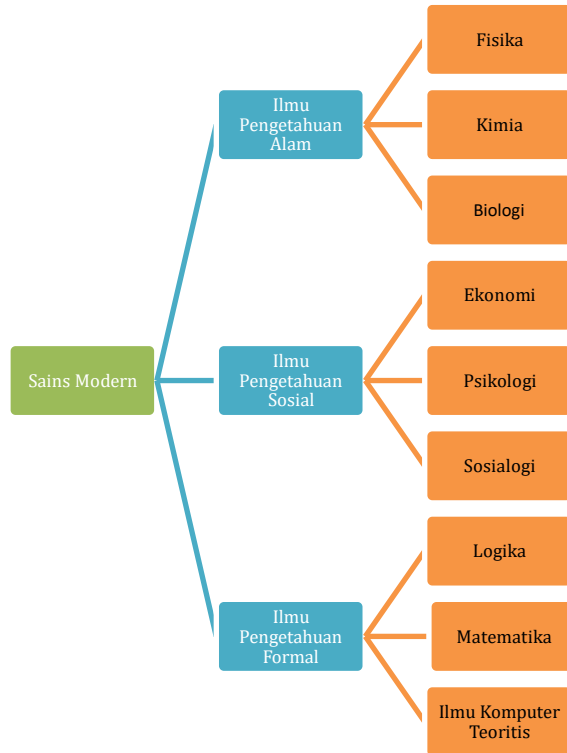 Sains Modern
Ilmu
Pengetahuan
Alam
Fisika
Kimia
Biologi
Ilmu
Pengetahuan
Sosial
Ekonomi
Psikologi
Sosialogi
Ilmu
Pengetahuan
Formal
Logika
Matematika
Ilmu Komputer
Teoritis